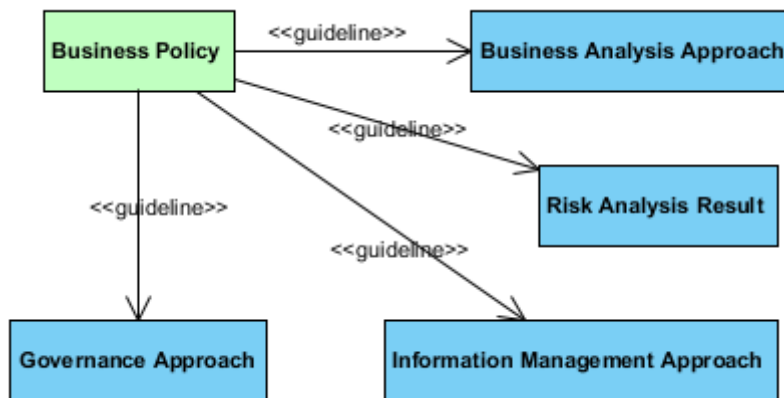 <<guideline>>
Business Policy
Business Analysis Approach
<<guideline>>
Risk Analysis Result
<<guideline>>
<<guideline>>
Governance Approach
Information Management Approach